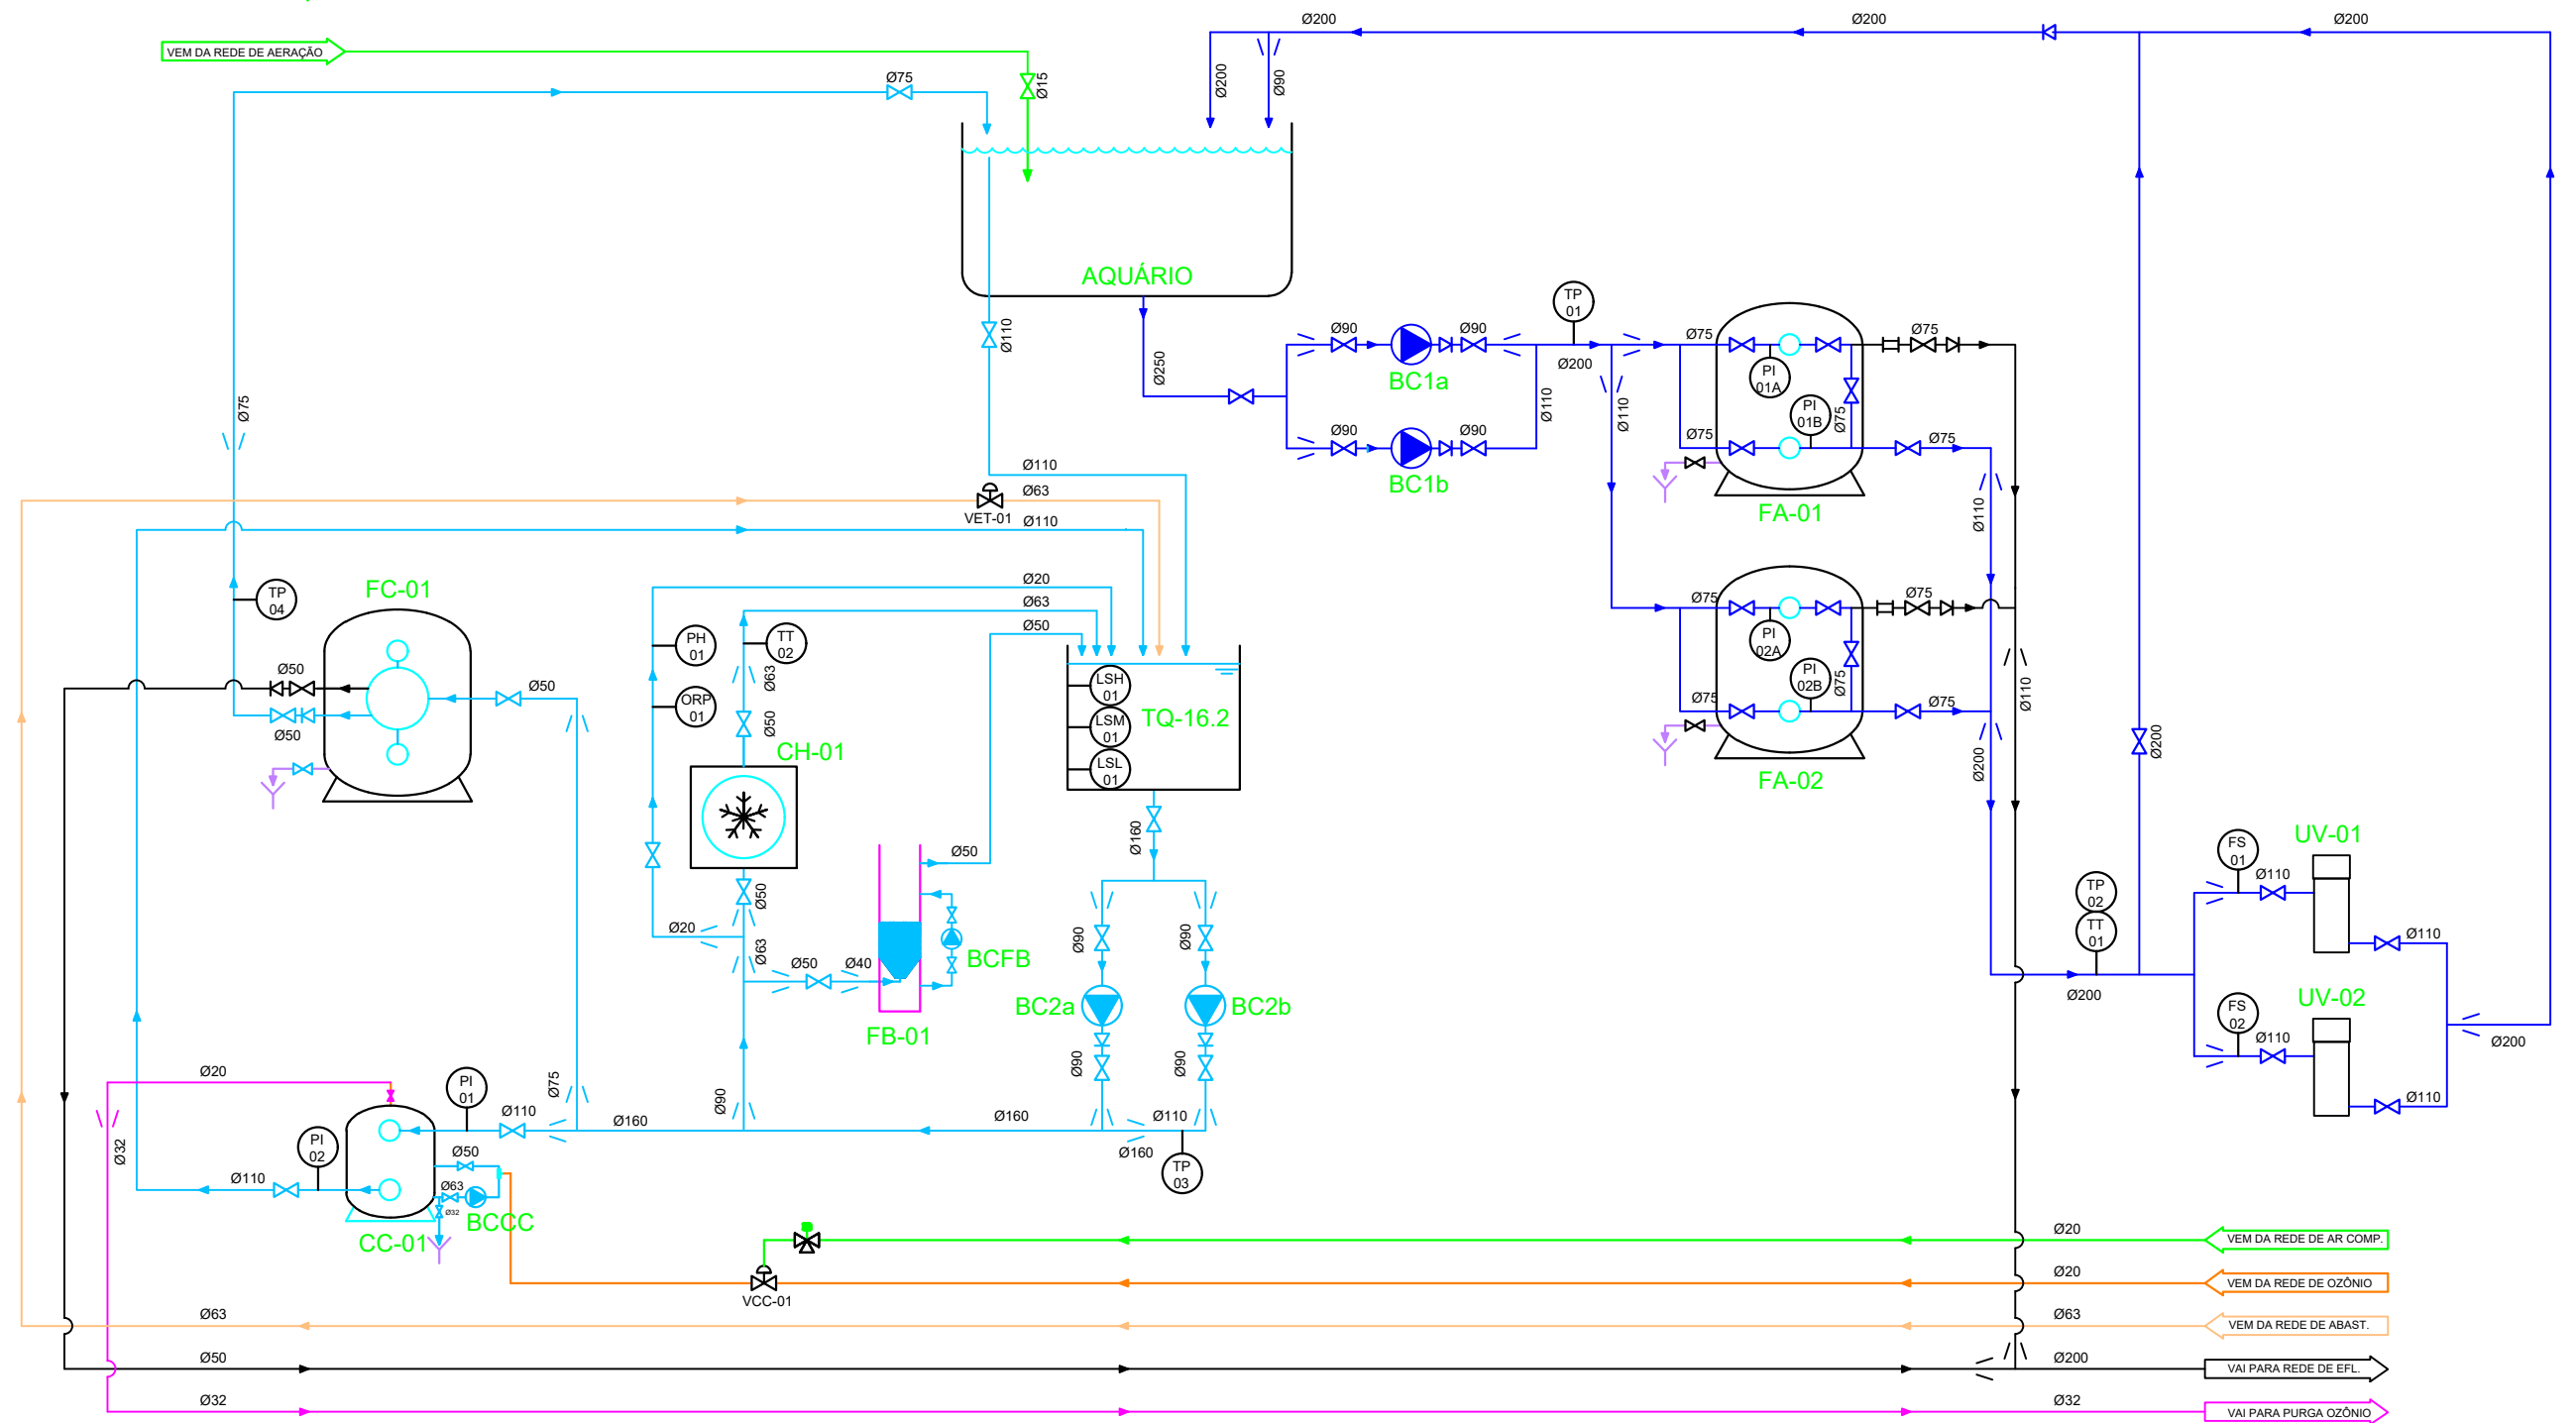 Ø200
Ø200
Ø200
VEM DA REDE DE AERAÇÃO
Ø75
Ø15
Ø200
Ø90
AQUÁRIO
Ø110
Ø250
Ø75
TP
01
Ø90
Ø90
BC1a
Ø200
Ø110
Ø90
Ø90
BC1b
Ø110
Ø75
PI
01A
PI
01B
Ø75
Ø75
Ø75
Ø75
FA-01
Ø110
Ø110
Ø63
VET-01
Ø110
Ø20
Ø63
Ø50
TP
04
FC-01
Ø50
Ø50
Ø50
PH
01
ORP
01
TT
02
Ø63
Ø50
CH-01
LSH
01
LSM
01
LSL
01
TQ-16.2
Ø75
PI
02A
PI
02B
Ø75
Ø75
Ø75
Ø75
FA-02
Ø110
Ø200
Ø200
Ø160
Ø50
Ø50
Ø20
Ø63
Ø50
Ø40
BCFB
FB-01
Ø90
Ø90
BC2a
BC2b
Ø90
Ø90
FS
01
UV-01
Ø110
Ø110
TP
02
TT
01
Ø200
FS
02
UV-02
Ø110
Ø110
Ø200
Ø20
Ø32
PI
01
Ø110
Ø75
Ø160
Ø90
Ø160
Ø110
Ø160
TP
03
PI
02
Ø110
Ø50
Ø63
Ø32
BCCC
CC-01
Ø20
VEM DA REDE DE AR COMP.
VCC-01
Ø20
VEM DA REDE DE OZÔNIO
Ø63
Ø63
VEM DA REDE DE ABAST.
Ø50
Ø200
VAI PARA REDE DE EFL.
Ø32
Ø32
VAI PARA PURGA OZÔNIO